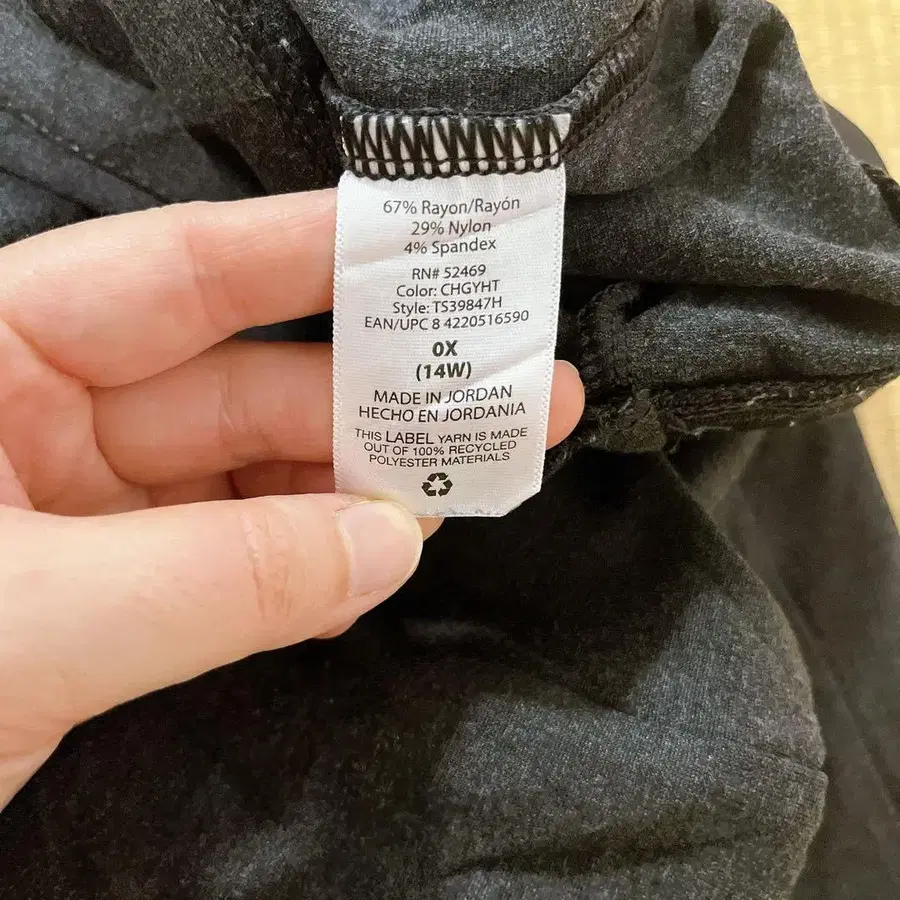 67% Rayon/Rayón
29% Nylon
4% Spandex
RN# 52469
Color: CHGYHT
Style: TS39847H
EAN/UPC 8 4220516590
0X
(14W)
MADE IN JORDAN
HECHO EN JORDANIA
THIS LABEL YARN IS MADE
OUT OF 100% RECYCLED
POLYESTER MATERIALS